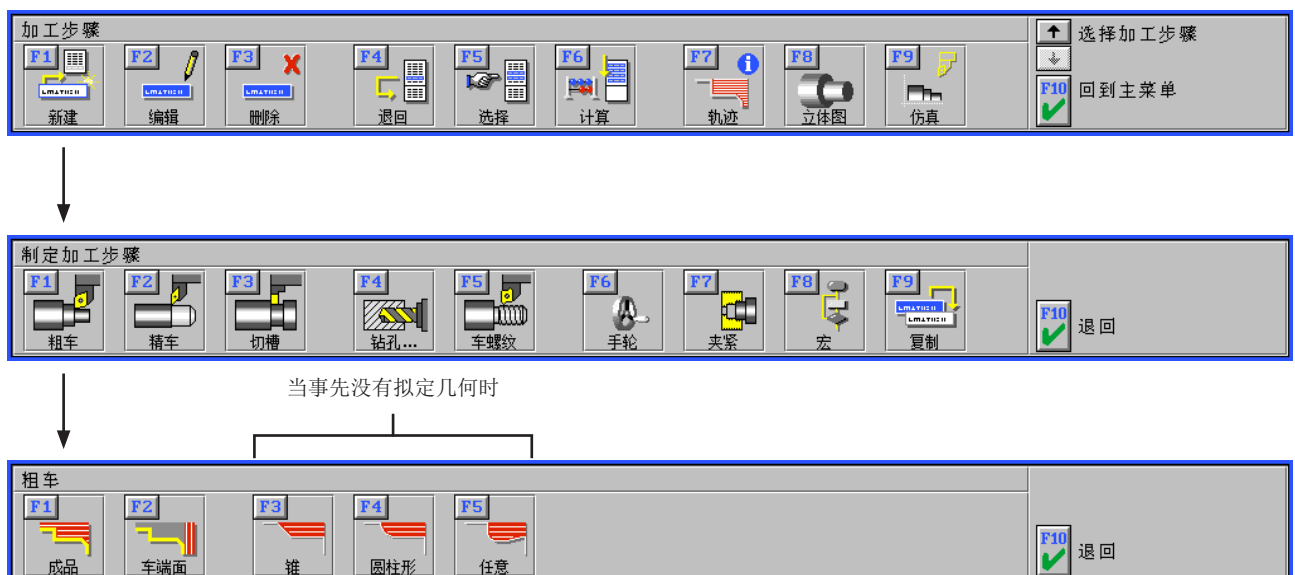 加工步骤
F1 F2 F3 F4 F5 F6 F7 F8 F9
新建 编辑 删除 退回 选择 计算 轨迹 立体图 仿真
选择加工步骤
F10 回到主菜单
制定加工步骤
F1 F2 F3 F4 F5 F6 F7 F8 F9
粗车 精车 切槽 钻孔... 车螺纹 手轮 夹紧 宏 复制
F10 退回
当事先没有拟定几何时
粗车
F1 F2 F3 F4 F5
成品 车端面 锥 圆柱形 任意
F10 退回